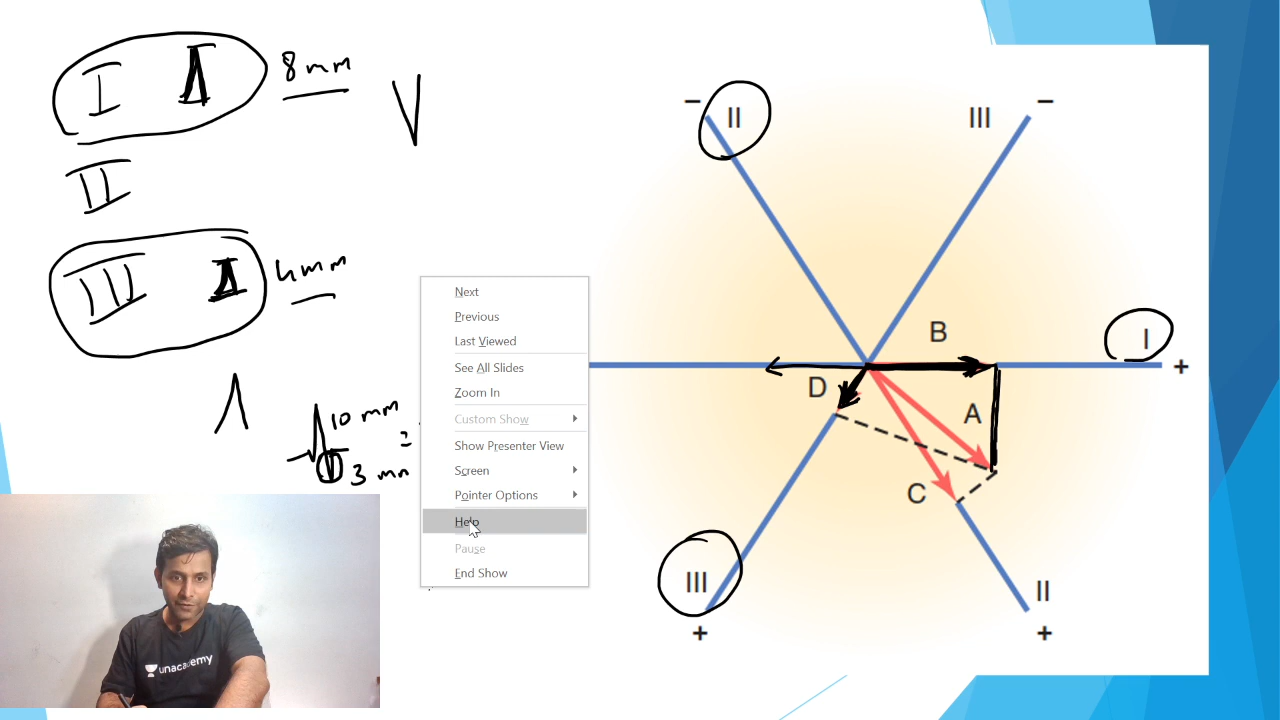 I 8 mm
II
III 4 mm
10 mm
=
3 mm
Next
Previous
Last Viewed
See All Slides
Zoom In
Custom Show
Show Presenter View
Screen
Pointer Options
Help
Pause
End Show
unacademy
− II III −
B I +
D A
C
III II
+ +